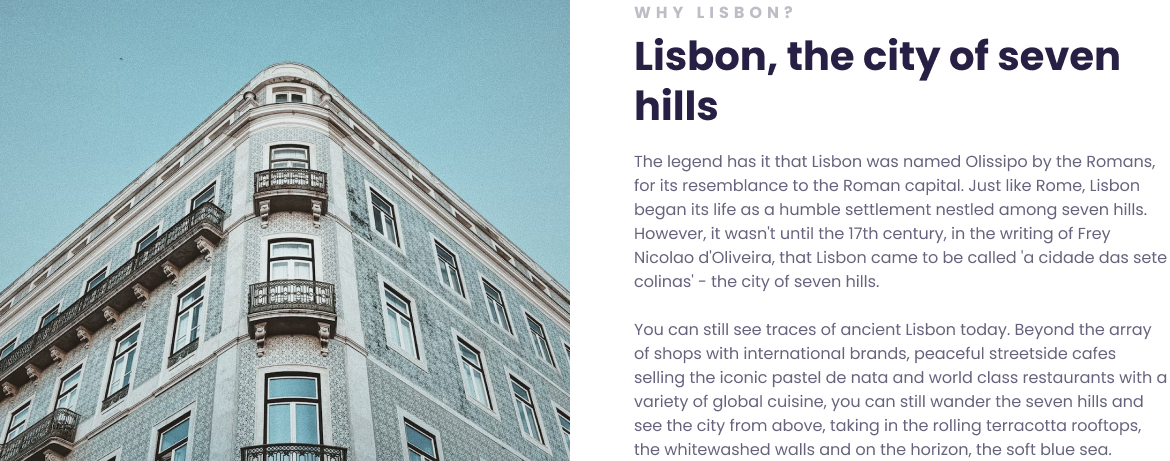 WHY LISBON?
Lisbon, the city of seven
hills
The legend has it that Lisbon was named Olissipo by the Romans,
for its resemblance to the Roman capital. Just like Rome, Lisbon
began its life as a humble settlement nestled among seven hills.
However, it wasn't until the 17th century, in the writing of Frey
Nicolao d'Oliveira, that Lisbon came to be called 'a cidade das sete
colinas' - the city of seven hills.
You can still see traces of ancient Lisbon today. Beyond the array
of shops with international brands, peaceful streetside cafes
selling the iconic pastel de nata and world class restaurants with a
variety of global cuisine, you can still wander the seven hills and
see the city from above, taking in the rolling terracotta rooftops,
the whitewashed walls and on the horizon, the soft blue sea.